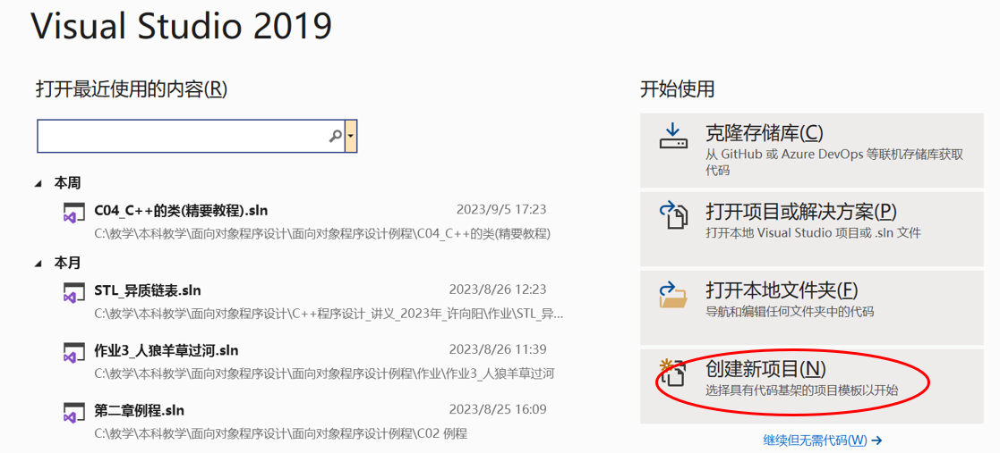 Visual Studio 2019
打开最近使用的内容(R)
本周
C04_C++的类(精要教程).sln
2023/9/5 17:23
C:\教学\本科教学\面向对象程序设计\面向对象程序设计例程\C04_C++的类(精要教程)
本月
STL_异质链表.sln
2023/8/26 12:23
C:\教学\本科教学\面向对象程序设计\C++程序设计_讲义_2023年_许向阳\作业\STL_异...
作业3_人狼羊草过河.sln
2023/8/26 11:39
C:\教学\本科教学\面向对象程序设计\面向对象程序设计例程\作业\作业3_人狼羊草过河
第二章例程.sln
2023/8/25 16:09
C:\教学\本科教学\面向对象程序设计\面向对象程序设计例程\C02 例程
开始使用
克隆存储库(C)
从 GitHub 或 Azure DevOps 等联机存储库获取
代码
打开项目或解决方案(P)
打开本地 Visual Studio 项目或 .sln 文件
打开本地文件夹(F)
导航和编辑任何文件夹中的代码
创建新项目(N)
选择具有代码基架的项目模板以开始
继续但无需代码(W) →